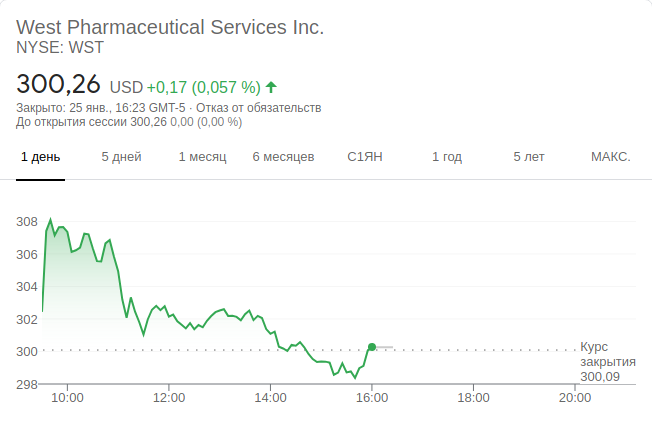 West Pharmaceutical Services Inc.
NYSE: WST
300,26 USD +0,17 (0,057 %)
Закрыто: 25 янв., 16:23 GMT-5 · Отказ от обязательств
До открытия сессии 300,26 0,00 (0,00 %)
1 день 5 дней 1 месяц 6 месяцев С1ЯН 1 год 5 лет МАКС.
308
306
304
302
300
298
Курс
закрытия
300,09
10:00 12:00 14:00 16:00 18:00 20:00